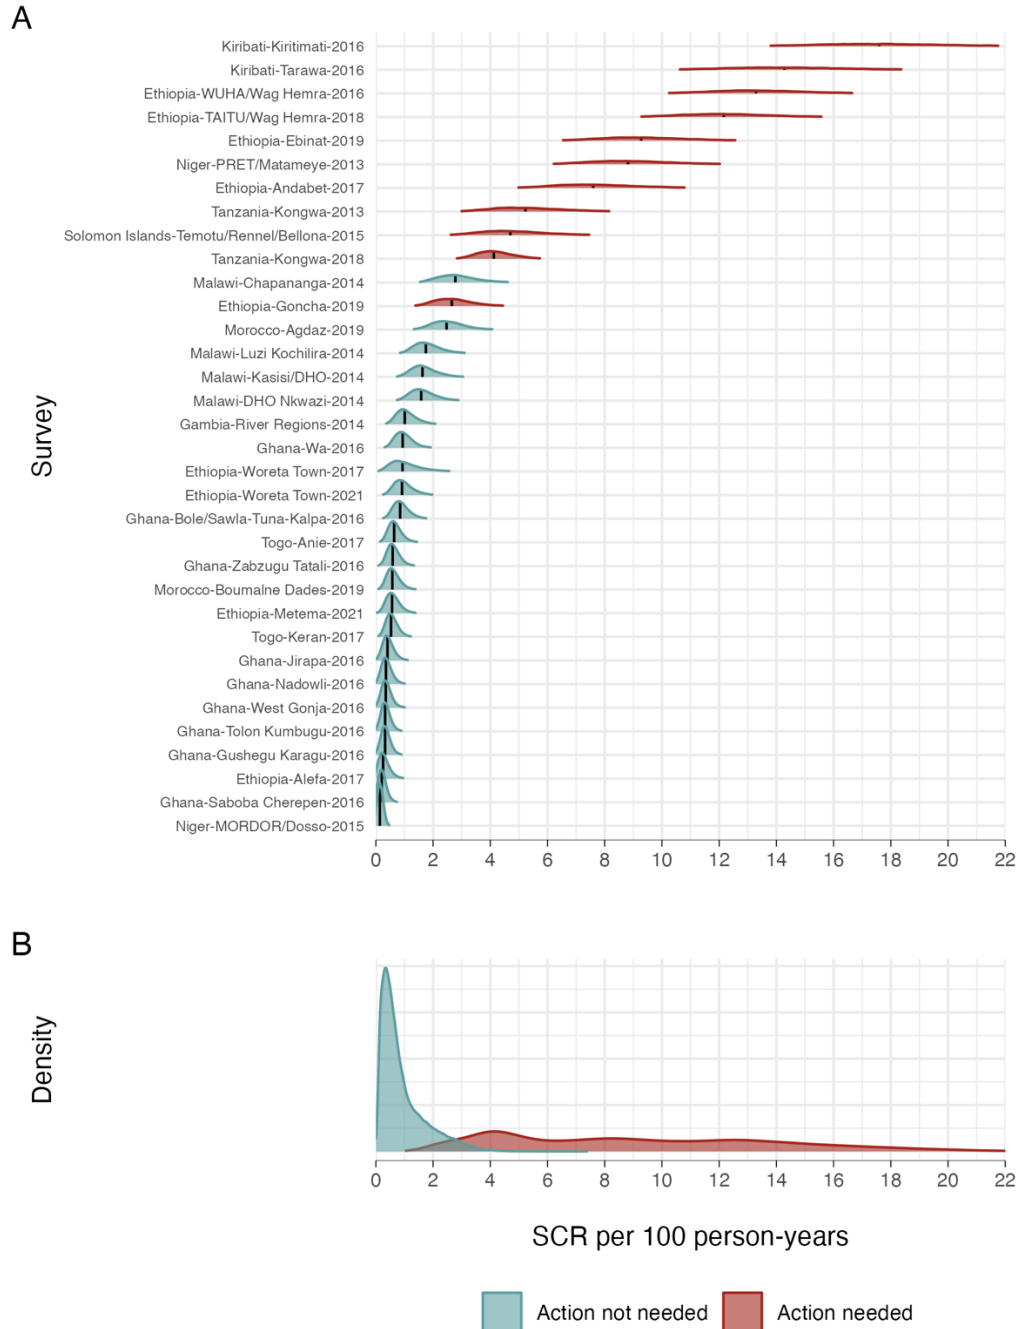 A
Survey
Kiribati-Kiritimati-2016
Kiribati-Tarawa-2016
Ethiopia-WUHA/Wag Hemra-2016
Ethiopia-TAITU/Wag Hemra-2018
Ethiopia-Ebinat-2019
Niger-PRET/Matameye-2013
Ethiopia-Andabet-2017
Tanzania-Kongwa-2013
Solomon Islands-Temotu/Rennel/Bellona-2015
Tanzania-Kongwa-2018
Malawi-Chapananga-2014
Ethiopia-Goncha-2019
Morocco-Agdaz-2019
Malawi-Luzi Kochilira-2014
Malawi-Kasisi/DHO-2014
Malawi-DHO Nkwazi-2014
Gambia-River Regions-2014
Ghana-Wa-2016
Ethiopia-Woreta Town-2017
Ethiopia-Woreta Town-2021
Ghana-Bole/Sawla-Tuna-Kalpa-2016
Togo-Anie-2017
Ghana-Zabzugu Tatali-2016
Morocco-Boumalne Dades-2019
Ethiopia-Metema-2021
Togo-Keran-2017
Ghana-Jirapa-2016
Ghana-Nadowli-2016
Ghana-West Gonja-2016
Ghana-Tolon Kumbugu-2016
Ghana-Gushegu Karagu-2016
Ethiopia-Alefa-2017
Ghana-Saboba Cherepen-2016
Niger-MORDOR/Dosso-2015
0 2 4 6 8 10 12 14 16 18 20 22
B
Density
0 2 4 6 8 10 12 14 16 18 20 22
SCR per 100 person-years
Action not needed Action needed